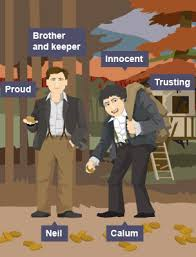 Brother
and keeper
Innocent
Proud
Trusting
Neil
Calum